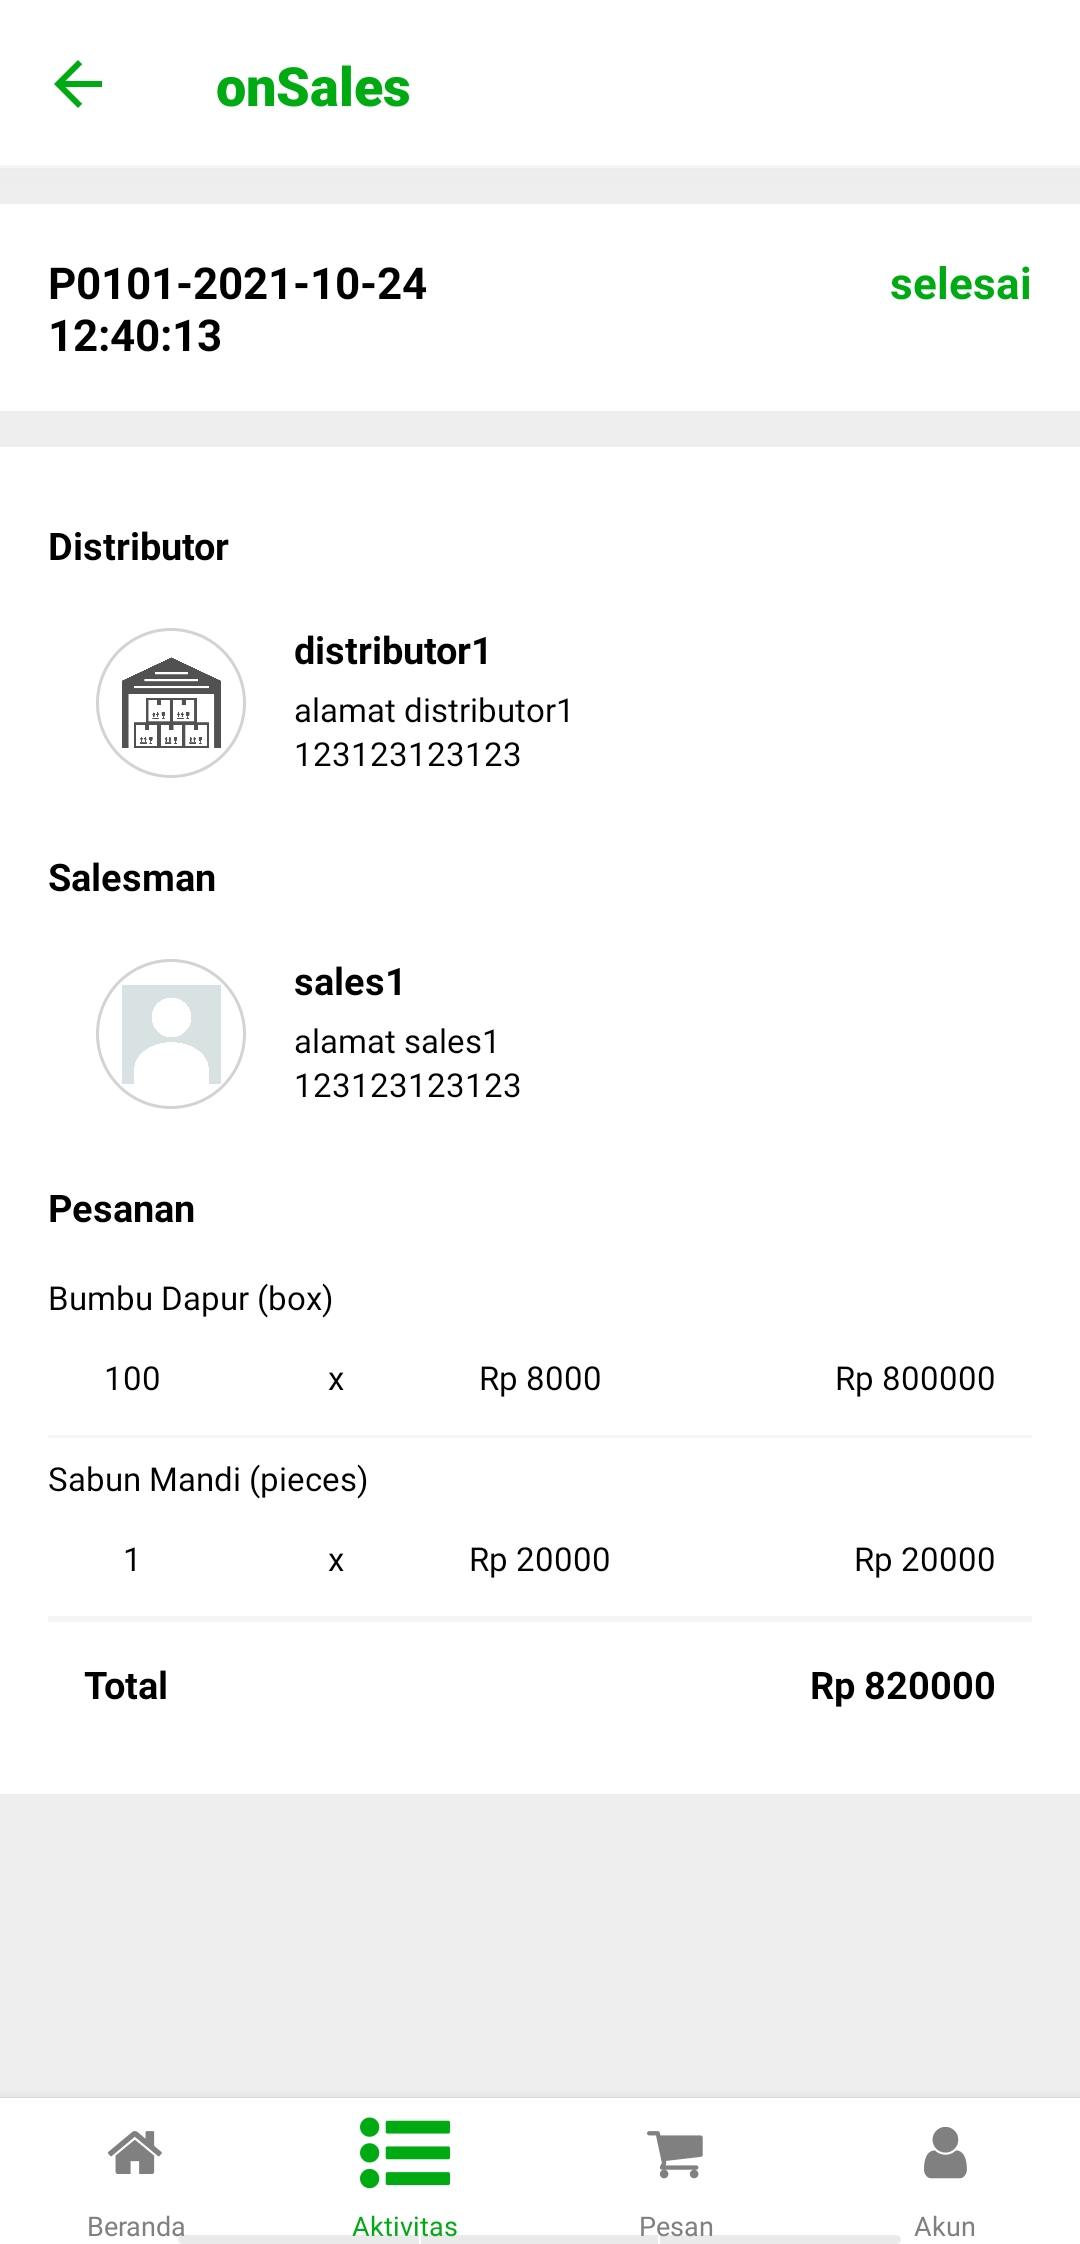 onSales
P0101-2021-10-24 selesai
12:40:13
Distributor
distributor1
alamat distributor1
123123123123
Salesman
sales1
alamat sales1
123123123123
Pesanan
Bumbu Dapur (box)
100 x Rp 8000 Rp 800000
Sabun Mandi (pieces)
1 x Rp 20000 Rp 20000
Total Rp 820000
Beranda Aktivitas Pesan Akun